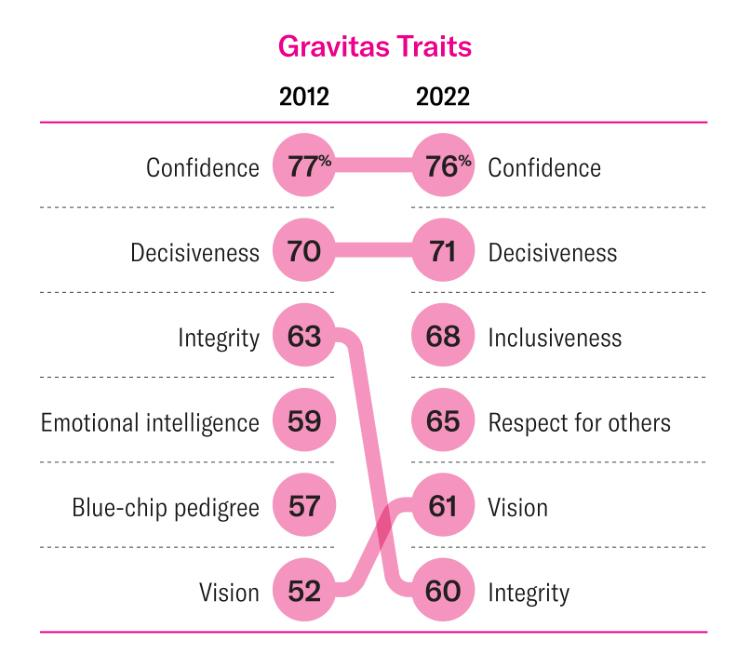 Gravitas Traits
2012 2022
Confidence 77% 76% Confidence
Decisiveness 70 71 Decisiveness
Integrity 63 68 Inclusiveness
Emotional intelligence 59 65 Respect for others
Blue-chip pedigree 57 61 Vision
Vision 52 60 Integrity